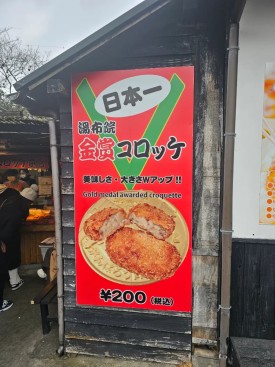 日本一
湯布院
金賞コロッケ
美味しさ・大きさWアップ!!
Gold medal awarded croquette
¥200(税込)